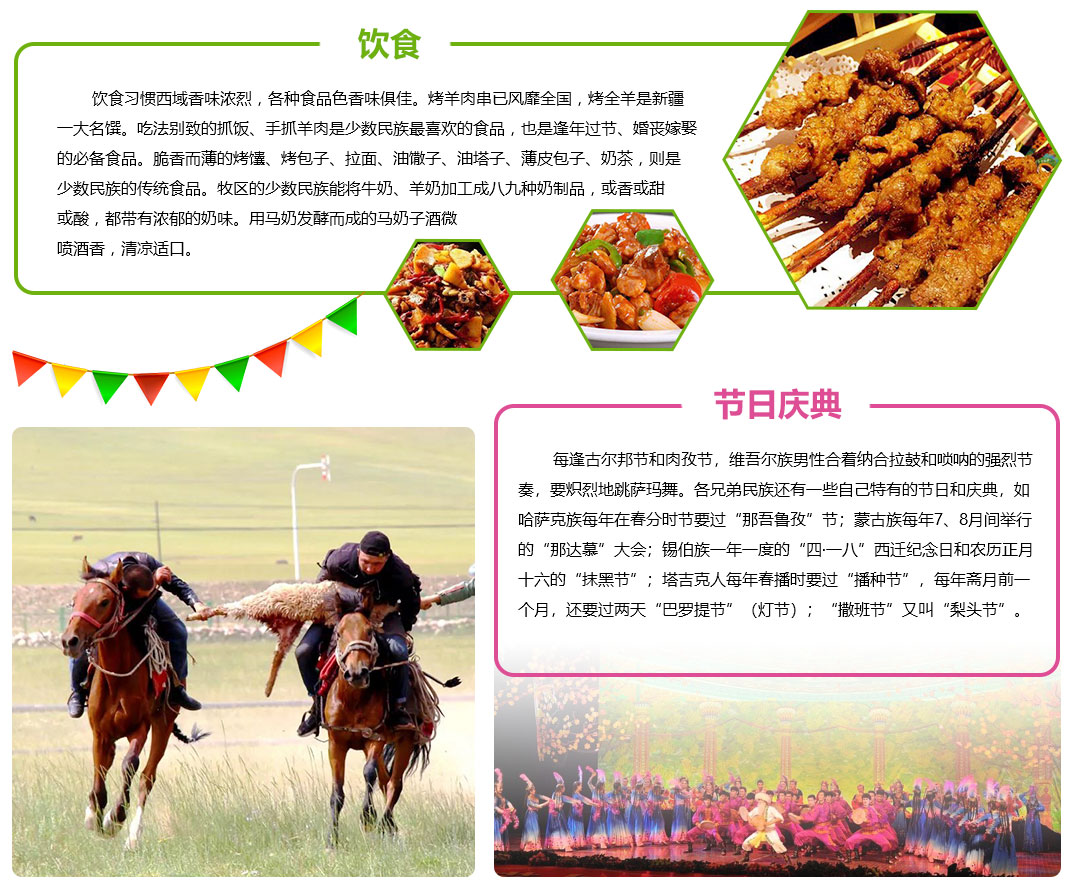 饮食
饮食习惯西域香味浓烈，各种食品色香味俱佳。烤羊肉串已风靡全国，烤全羊是新疆
一大名馔。吃法别致的抓饭、手抓羊肉是少数民族最喜欢的食品，也是逢年过节、婚丧嫁娶
的必备食品。脆香而薄的烤馕、烤包子、拉面、油馓子、油塔子、薄皮包子、奶茶，则是
少数民族的传统食品。牧区的少数民族能将牛奶、羊奶加工成八九种奶制品，或香或甜
或酸，都带有浓郁的奶味。用马奶发酵而成的马奶子酒微
喷酒香，清凉适口。
节日庆典
每逢古尔邦节和肉孜节，维吾尔族男性合着纳合拉鼓和唢呐的强烈节
奏，要炽烈地跳萨玛舞。各兄弟民族还有一些自己特有的节日和庆典，如
哈萨克族每年在春分时节要过“那吾鲁孜”节；蒙古族每年7、8月间举行
的“那达慕”大会；锡伯族一年一度的“四·一八”西迁纪念日和农历正月
十六的“抹黑节”；塔吉克人每年春播时要过“播种节”，每年斋月前一
个月，还要过两天“巴罗提节”（灯节）；“撒班节”又叫“梨头节”。